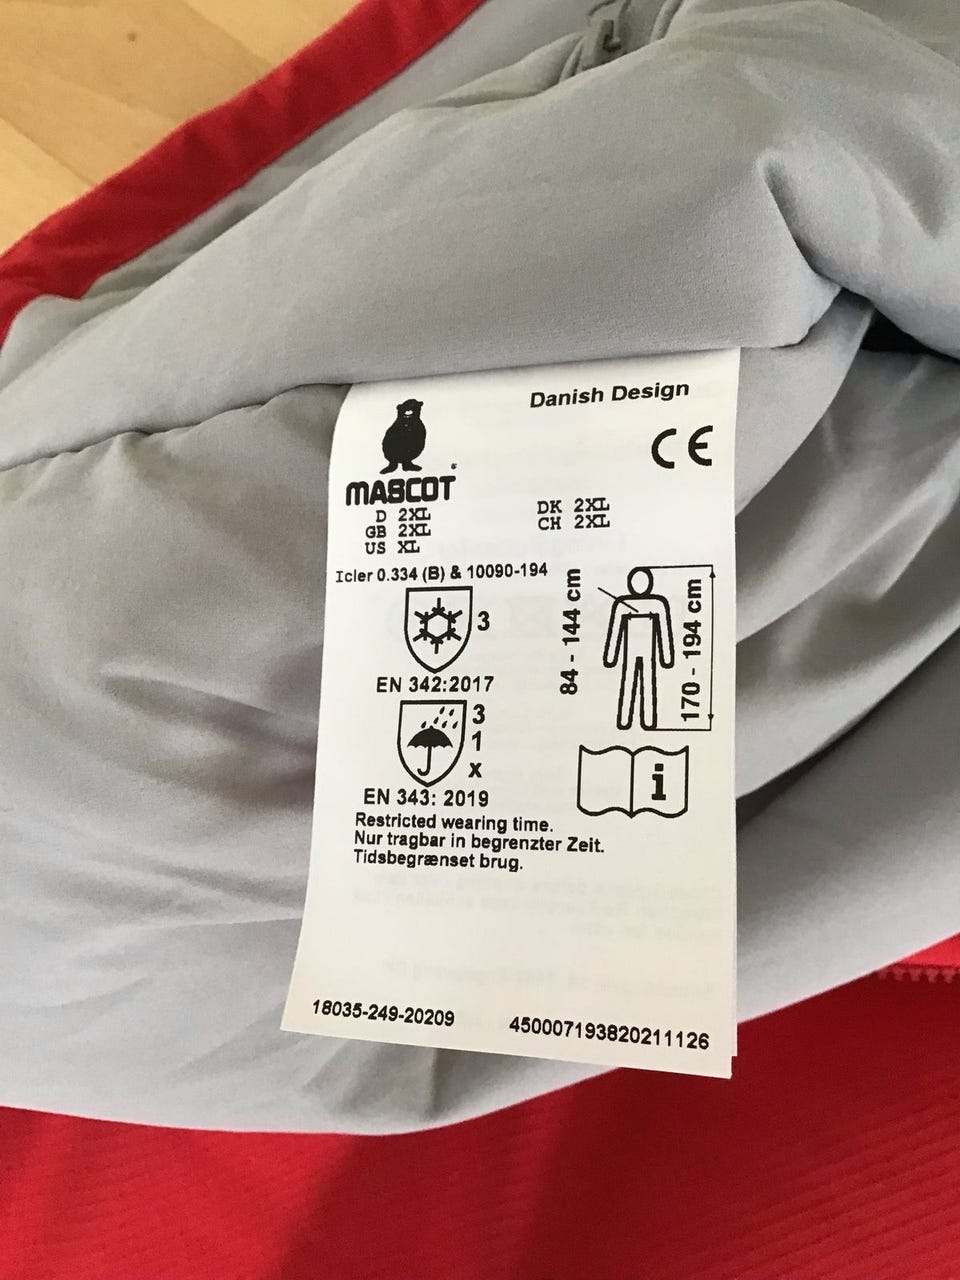 Danish Design
CE
MASCOT
D 2XL
GB 2XL
US XL
DK 2XL
CH 2XL
Icler 0.334 (B) & 10090-194
3
EN 342:2017
3
1
x
EN 343: 2019
84 - 144 cm
170 - 194 cm
i
Restricted wearing time.
Nur tragbar in begrenzter Zeit.
Tidsbegrænset brug.
18035-249-20209
450007193820211126